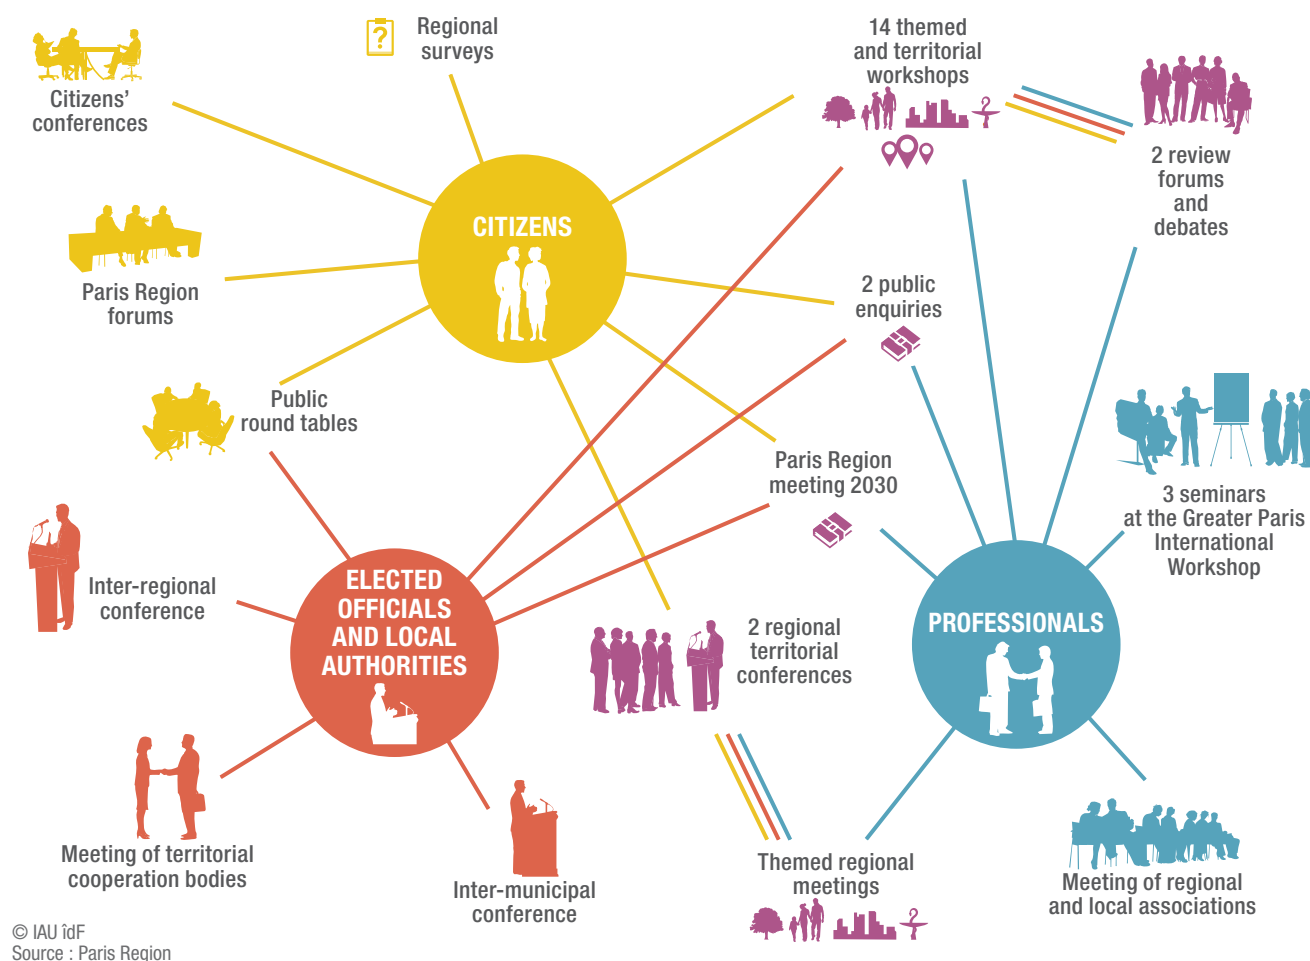 Regional
surveys
14 themed
and territorial
workshops
Citizens’
conferences
2 review
forums
and
debates
CITIZENS
Paris Region
forums
2 public
enquiries
Public
round tables
Paris Region
meeting 2030
3 seminars
at the Greater Paris
International
Workshop
Inter-regional
conference
ELECTED
OFFICIALS
AND LOCAL
AUTHORITIES
PROFESSIONALS
2 regional
territorial
conferences
Meeting of territorial
cooperation bodies
Inter-municipal
conference
Themed regional
meetings
Meeting of regional
and local associations
© IAU îdF
Source : Paris Region
?